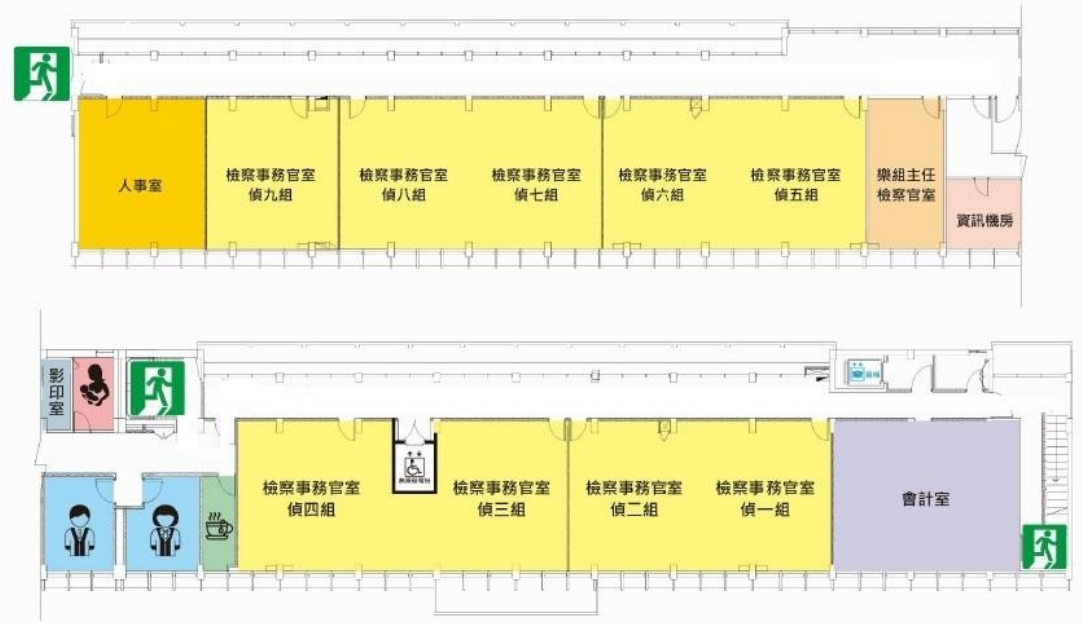 人事室
檢察事務官室
偵九組
檢察事務官室
偵八組
檢察事務官室
偵七組
檢察事務官室
偵六組
檢察事務官室
偵五組
樂組主任
檢察官室
資訊機房
影印室
檢察事務官室
偵四組
檢察事務官室
偵三組
檢察事務官室
偵二組
檢察事務官室
偵一組
會計室